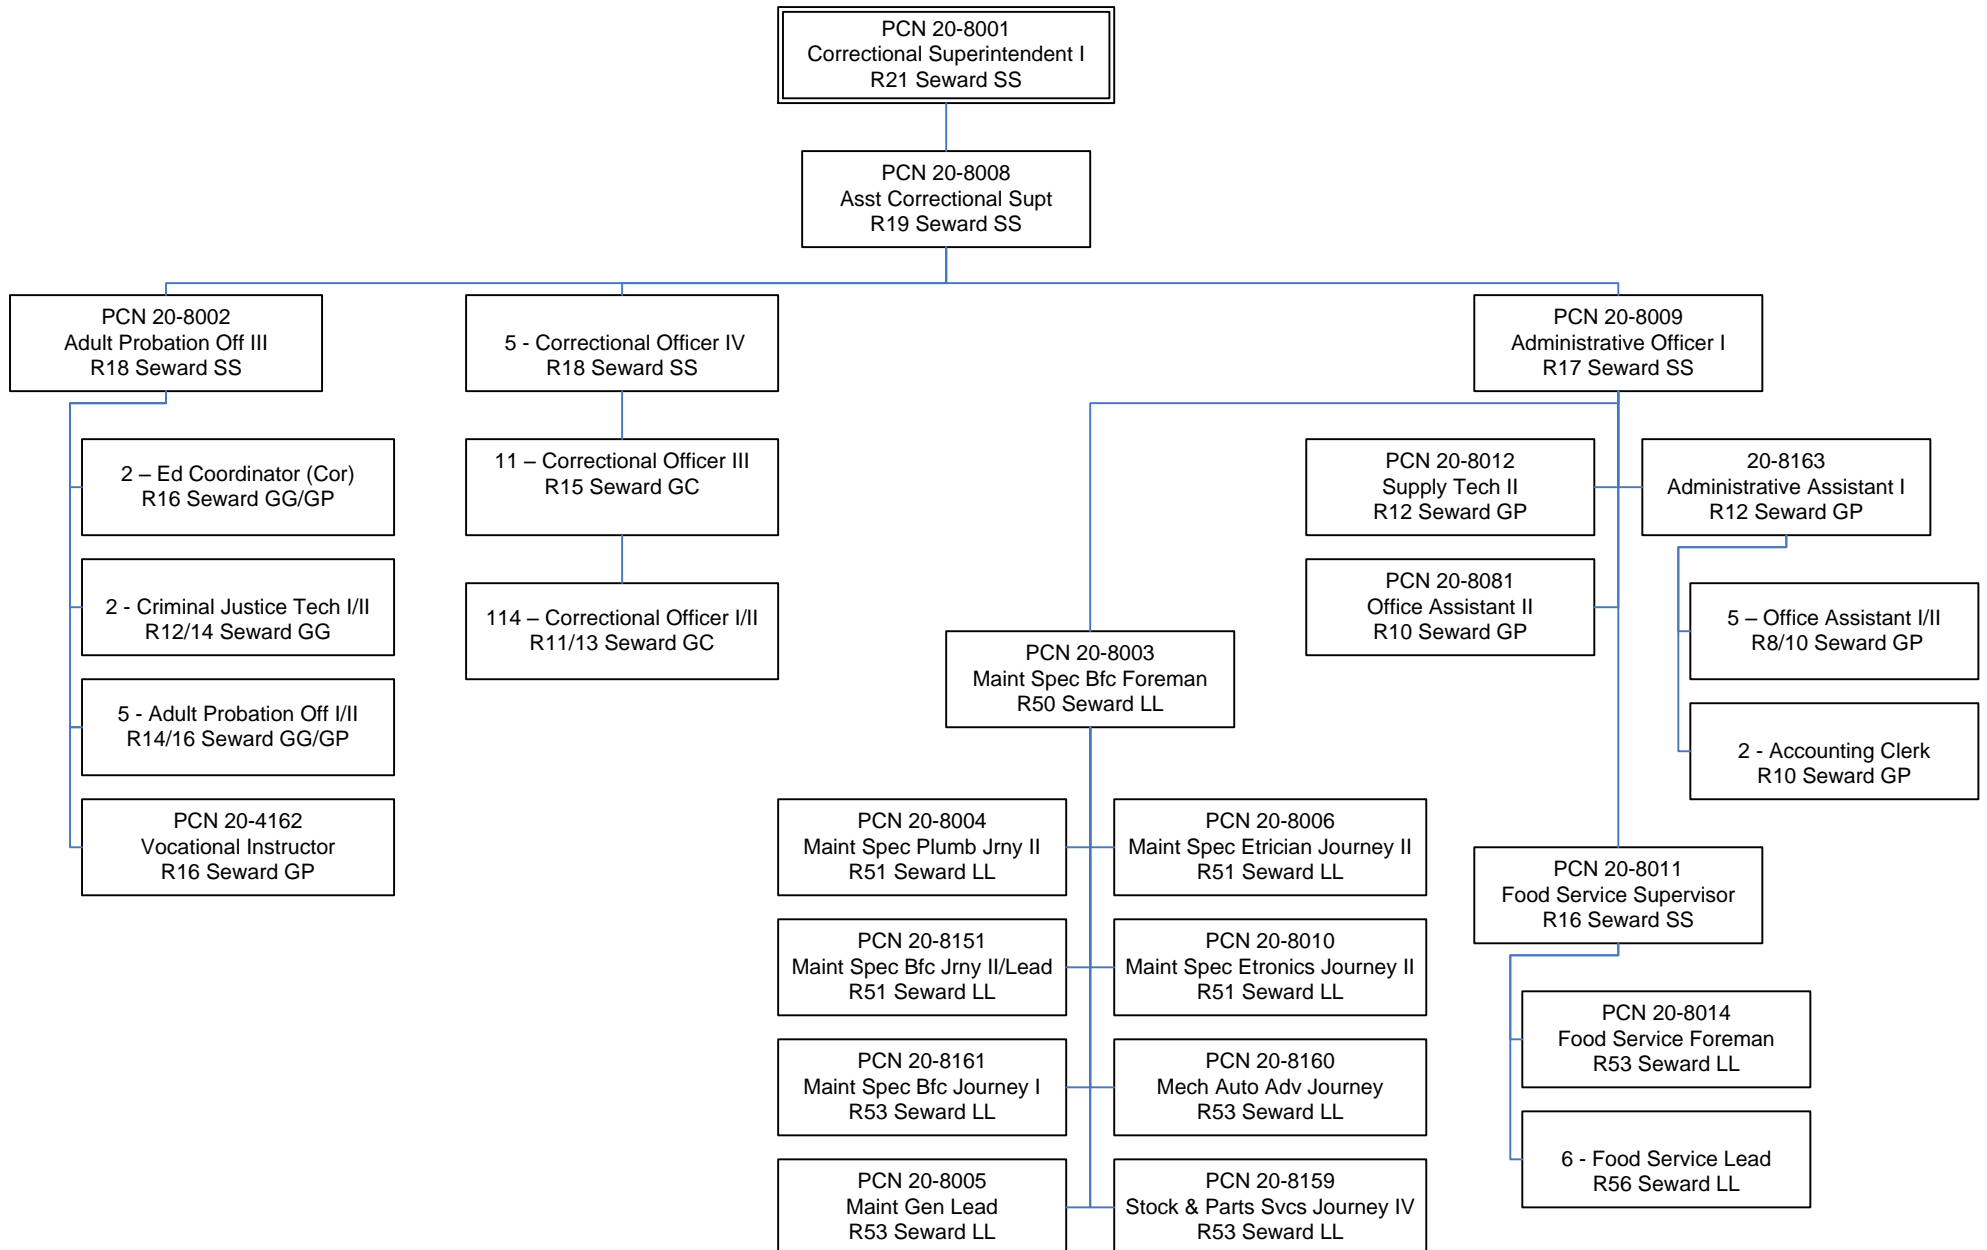 PCN 20-8001
Correctional Superintendent I
R21 Seward SS
PCN 20-8008
Asst Correctional Supt
R19 Seward SS
PCN 20-8002
Adult Probation Off III
R18 Seward SS
5 - Correctional Officer IV
R18 Seward SS
PCN 20-8009
Administrative Officer I
R17 Seward SS
2 – Ed Coordinator (Cor)
R16 Seward GG/GP
2 - Criminal Justice Tech I/II
R12/14 Seward GG
5 - Adult Probation Off I/II
R14/16 Seward GG/GP
PCN 20-4162
Vocational Instructor
R16 Seward GP
11 – Correctional Officer III
R15 Seward GC
114 – Correctional Officer I/II
R11/13 Seward GC
PCN 20-8012
Supply Tech II
R12 Seward GP
20-8163
Administrative Assistant I
R12 Seward GP
PCN 20-8081
Office Assistant II
R10 Seward GP
5 – Office Assistant I/II
R8/10 Seward GP
2 - Accounting Clerk
R10 Seward GP
PCN 20-8003
Maint Spec Bfc Foreman
R50 Seward LL
PCN 20-8004
Maint Spec Plumb Jrny II
R51 Seward LL
PCN 20-8006
Maint Spec Etrician Journey II
R51 Seward LL
PCN 20-8151
Maint Spec Bfc Jrny II/Lead
R51 Seward LL
PCN 20-8010
Maint Spec Etronics Journey II
R51 Seward LL
PCN 20-8161
Maint Spec Bfc Journey I
R53 Seward LL
PCN 20-8160
Mech Auto Adv Journey
R53 Seward LL
PCN 20-8005
Maint Gen Lead
R53 Seward LL
PCN 20-8159
Stock & Parts Svcs Journey IV
R53 Seward LL
PCN 20-8011
Food Service Supervisor
R16 Seward SS
PCN 20-8014
Food Service Foreman
R53 Seward LL
6 - Food Service Lead
R56 Seward LL